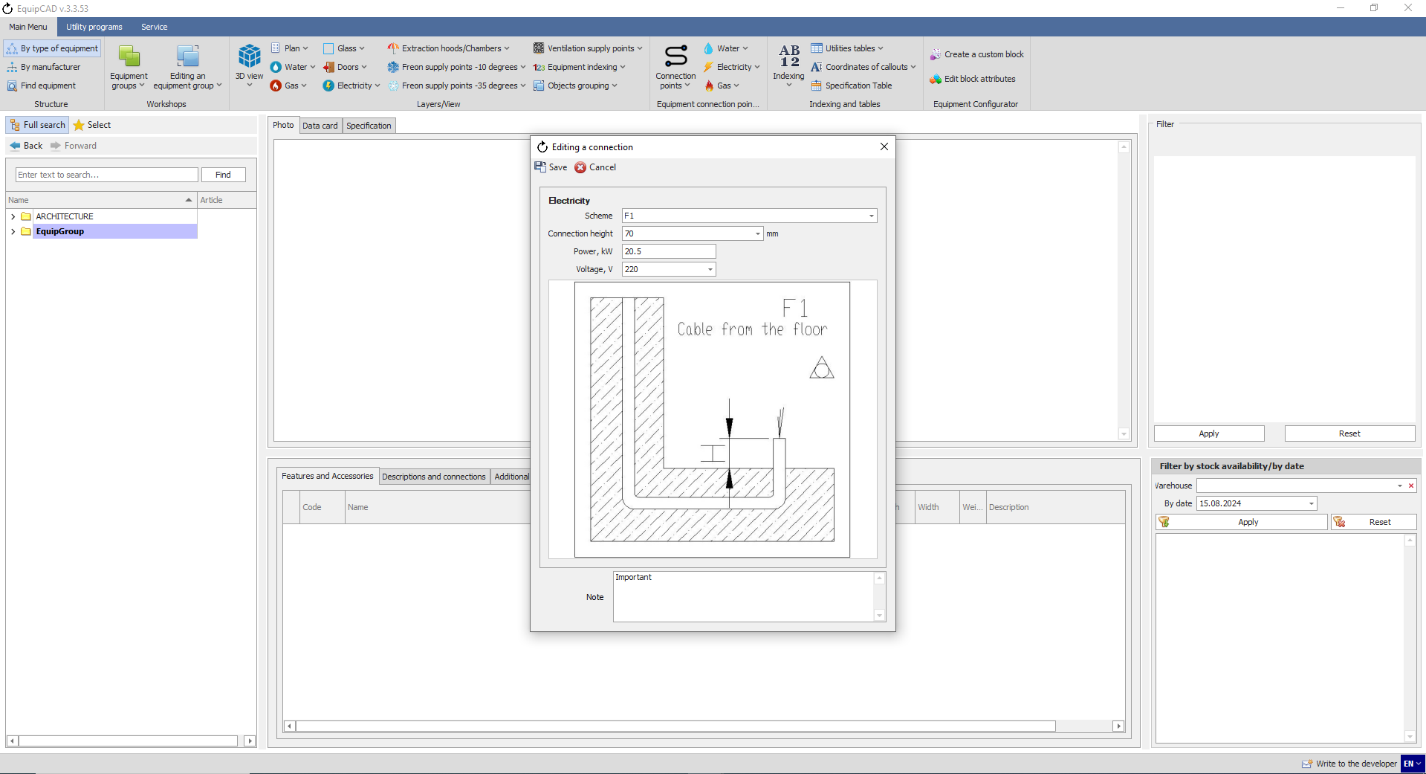 EquipCAD v.3.3.53
Main Menu Utility programs Service
By type of equipment
By manufacturer
Find equipment
Structure
Equipment groups
Editing an equipment group
Workshops
3D view
Plan Glass Extraction hoods/Chambers Ventilation supply points
Water Doors Freon supply points -10 degrees 123 Equipment indexing
Gas Electricity Freon supply points -35 degrees Objects grouping
Layers/View
Connection points
Water
Electricity
Gas
Equipment connection poin...
AB
12
Indexing
Utilities tables
Coordinates of callouts
Specification Table
Indexing and tables
Create a custom block
Edit block attributes
Equipment Configurator
Full search Select
Back Forward
Enter text to search... Find
Name Article
ARCHITECTURE
EquipGroup
Photo Data card Specification
Editing a connection
Save Cancel
Electricity
Scheme F1
Connection height 70 mm
Power, kW 20.5
Voltage, V 220
F1
Cable from the floor
H
Note Important
Features and Accessories Descriptions and connections Additional
Code Name Width Wei... Description
Filter
Apply Reset
Filter by stock availability/by date
Warehouse
By date 15.08.2024
Apply Reset
Write to the developer EN